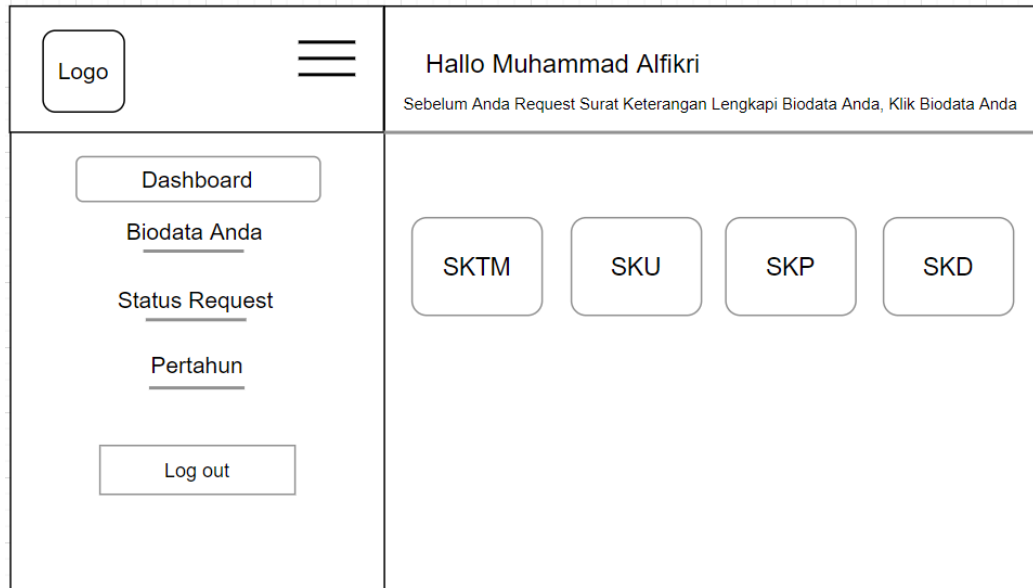 Logo
Hallo Muhammad Alfikri
Sebelum Anda Request Surat Keterangan Lengkapi Biodata Anda, Klik Biodata Anda
Dashboard
Biodata Anda
Status Request
Pertahun
Log out
SKTM
SKU
SKP
SKD